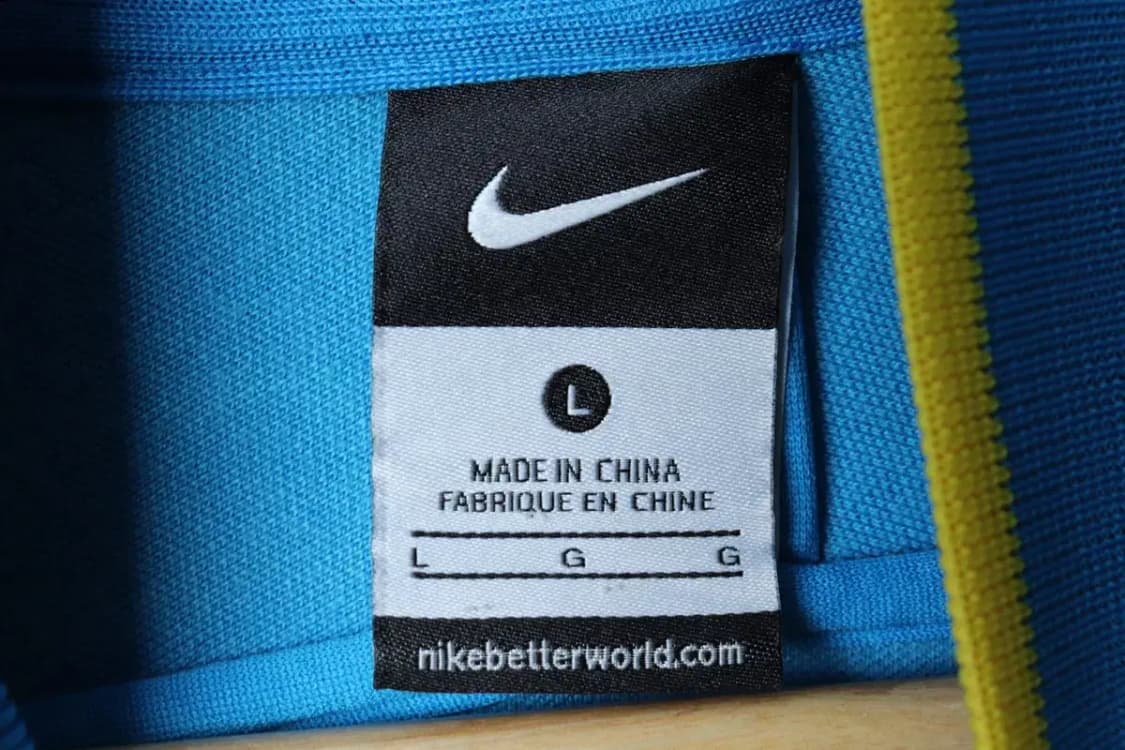 L
MADE IN CHINA
FABRIQUE EN CHINE
L G G
nikebetterworld.com